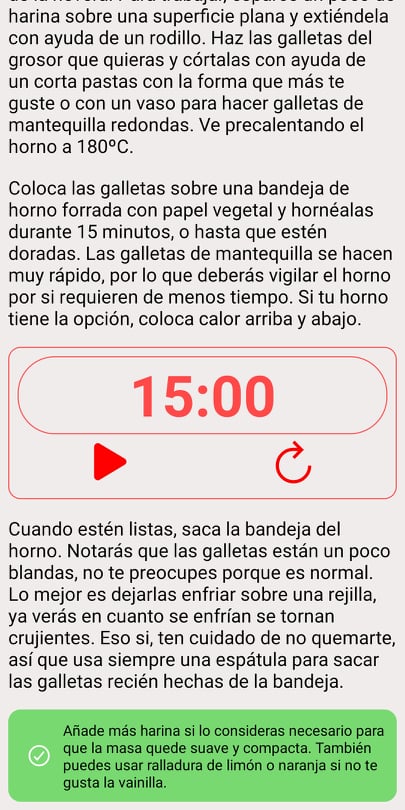 harina sobre una superficie plana y extiéndela
con ayuda de un rodillo. Haz las galletas del
grosor que quieras y córtalas con ayuda de
un corta pastas con la forma que más te
guste o con un vaso para hacer galletas de
mantequilla redondas. Ve precalentando el
horno a 180ºC.
Coloca las galletas sobre una bandeja de
horno forrada con papel vegetal y hornéalas
durante 15 minutos, o hasta que estén
doradas. Las galletas de mantequilla se hacen
muy rápido, por lo que deberás vigilar el horno
por si requieren de menos tiempo. Si tu horno
tiene la opción, coloca calor arriba y abajo.
15:00
Cuando estén listas, saca la bandeja del
horno. Notarás que las galletas están un poco
blandas, no te preocupes porque es normal.
Lo mejor es dejarlas enfriar sobre una rejilla,
ya verás en cuanto se enfrían se tornan
crujientes. Eso si, ten cuidado de no quemarte,
así que usa siempre una espátula para sacar
las galletas recién hechas de la bandeja.
Añade más harina si lo consideras necesario para
que la masa quede suave y compacta. También
puedes usar ralladura de limón o naranja si no te
gusta la vainilla.